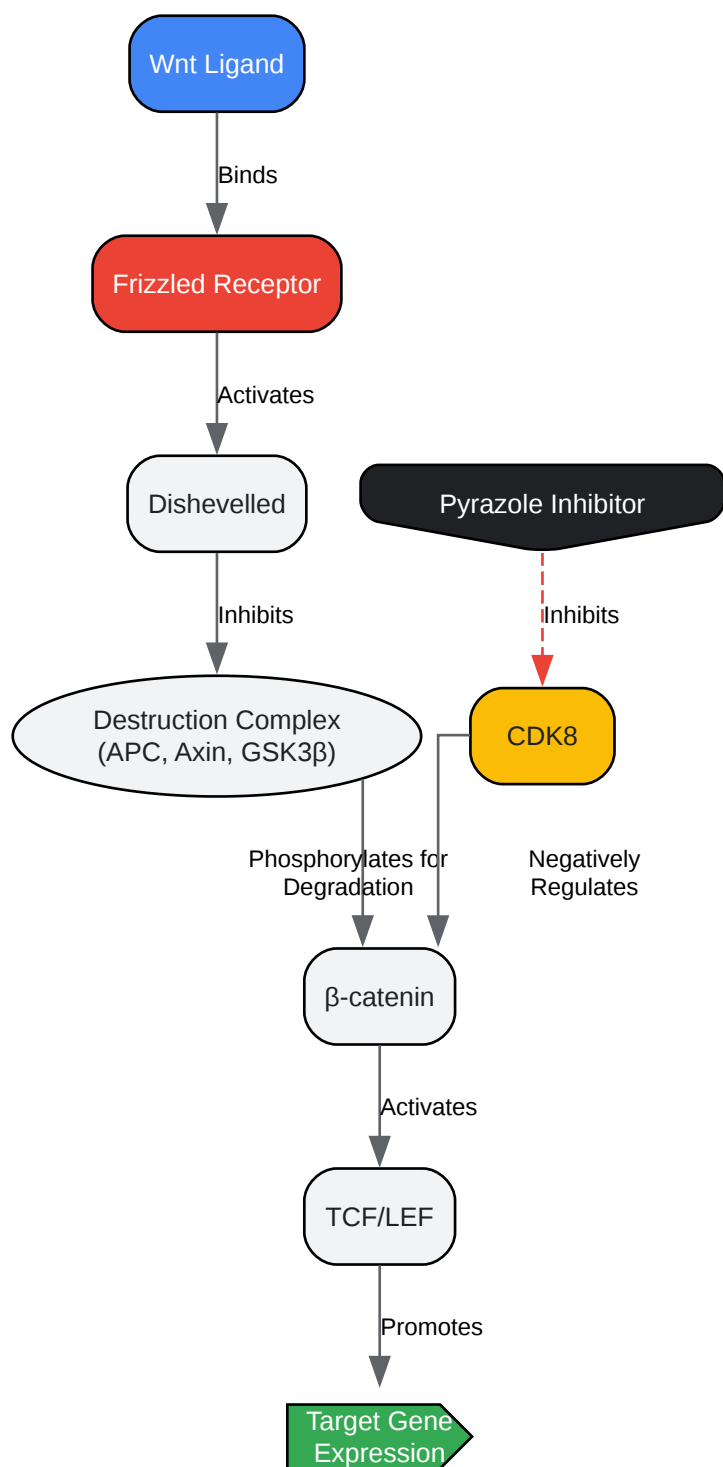 Wnt Ligand
Binds
Frizzled Receptor
Activates
Dishevelled
Pyrazole Inhibitor
Inhibits
Inhibits
Destruction Complex
(APC, Axin, GSK3β)
CDK8
Phosphorylates for
Degradation
Negatively
Regulates
β-catenin
Activates
TCF/LEF
Promotes
Target Gene
Expression